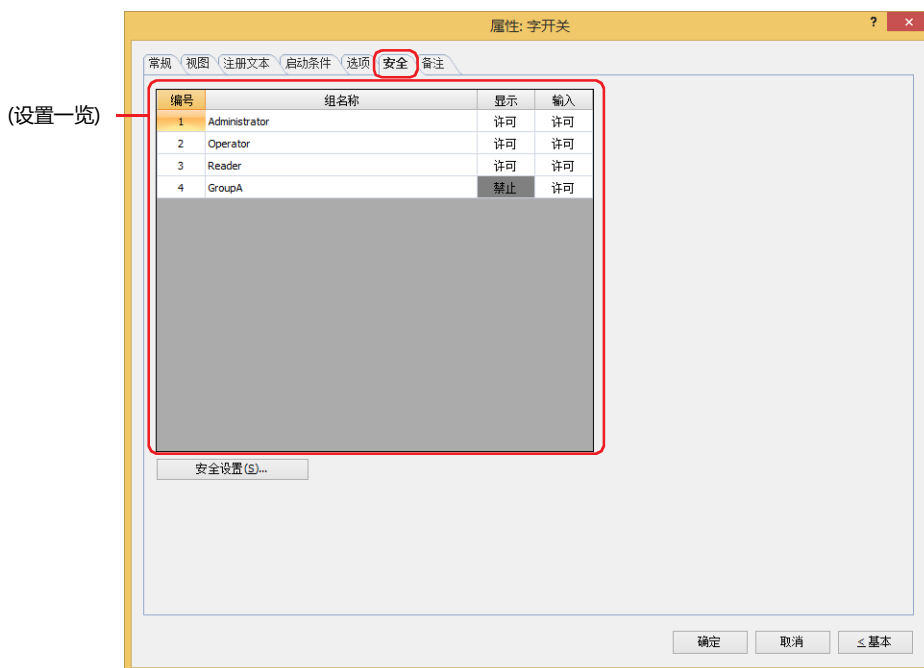 属性: 字开关
? ×
常规 视图 注册文本 启动条件 选项 安全 备注
(设置一览)
编号 组名称 显示 输入
1 Administrator 许可 许可
2 Operator 许可 许可
3 Reader 许可 许可
4 GroupA 禁止 许可
安全设置(S)...
确定 取消 <基本